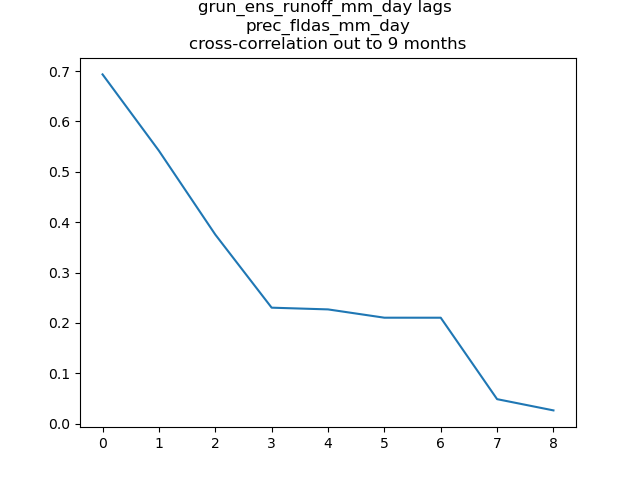 grun_ens_runoff_mm_day lags
prec_fldas_mm_day
cross-correlation out to 9 months
0.7
0.6
0.5
0.4
0.3
0.2
0.1
0.0
0 1 2 3 4 5 6 7 8